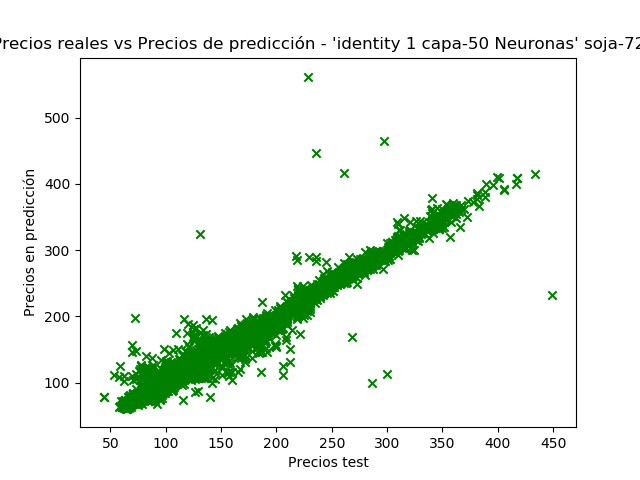 Precios reales vs Precios de predicción - 'identity 1 capa-50 Neuronas' soja-72
Precios en predicción
500
400
300
200
100
50 100 150 200 250 300 350 400 450
Precios test